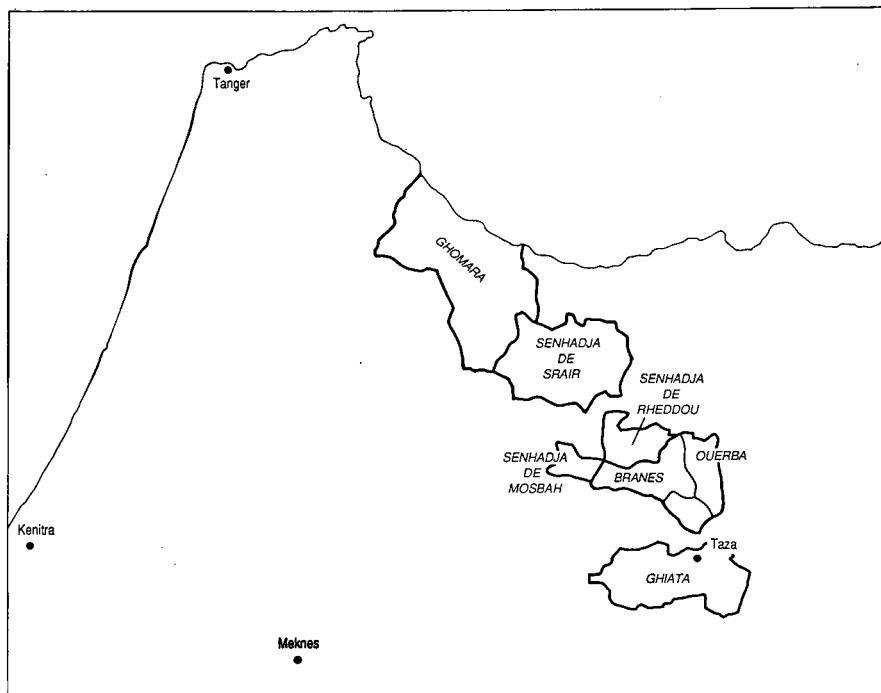 Tanger
GHOMARA
SENHADJA
DE
SRAIR
SENHADJA
DE
RHEDDOU
OUERBA
SENHADJA
DE
MOSBAH
BRANES
Kenitra
Taza
GHIATA
Meknes